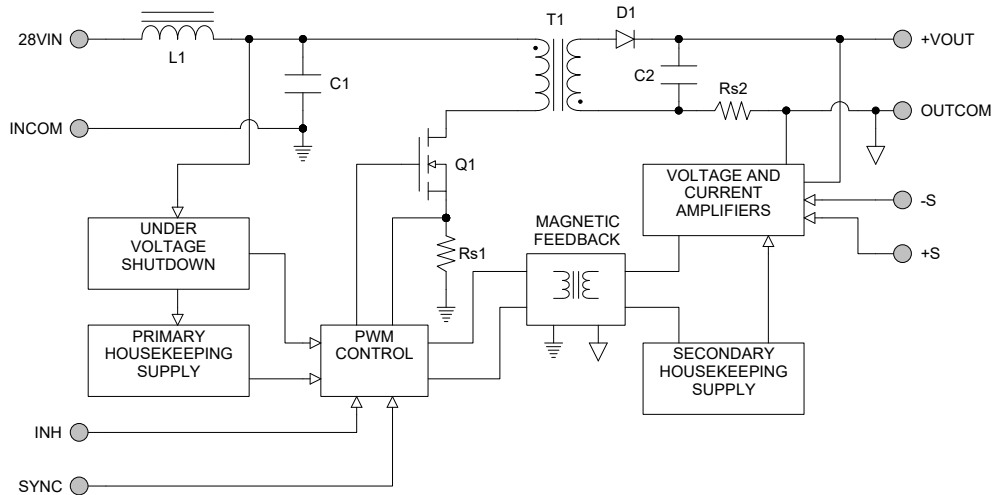 T1
D1
28VIN
L1
+VOUT
C1
C2
Rs2
INCOM
OUTCOM
Q1
VOLTAGE AND
CURRENT
AMPLIFIERS
-S
UNDER
VOLTAGE
SHUTDOWN
MAGNETIC
FEEDBACK
Rs1
+S
PRIMARY
HOUSEKEEPING
SUPPLY
PWM
CONTROL
SECONDARY
HOUSEKEEPING
SUPPLY
INH
SYNC